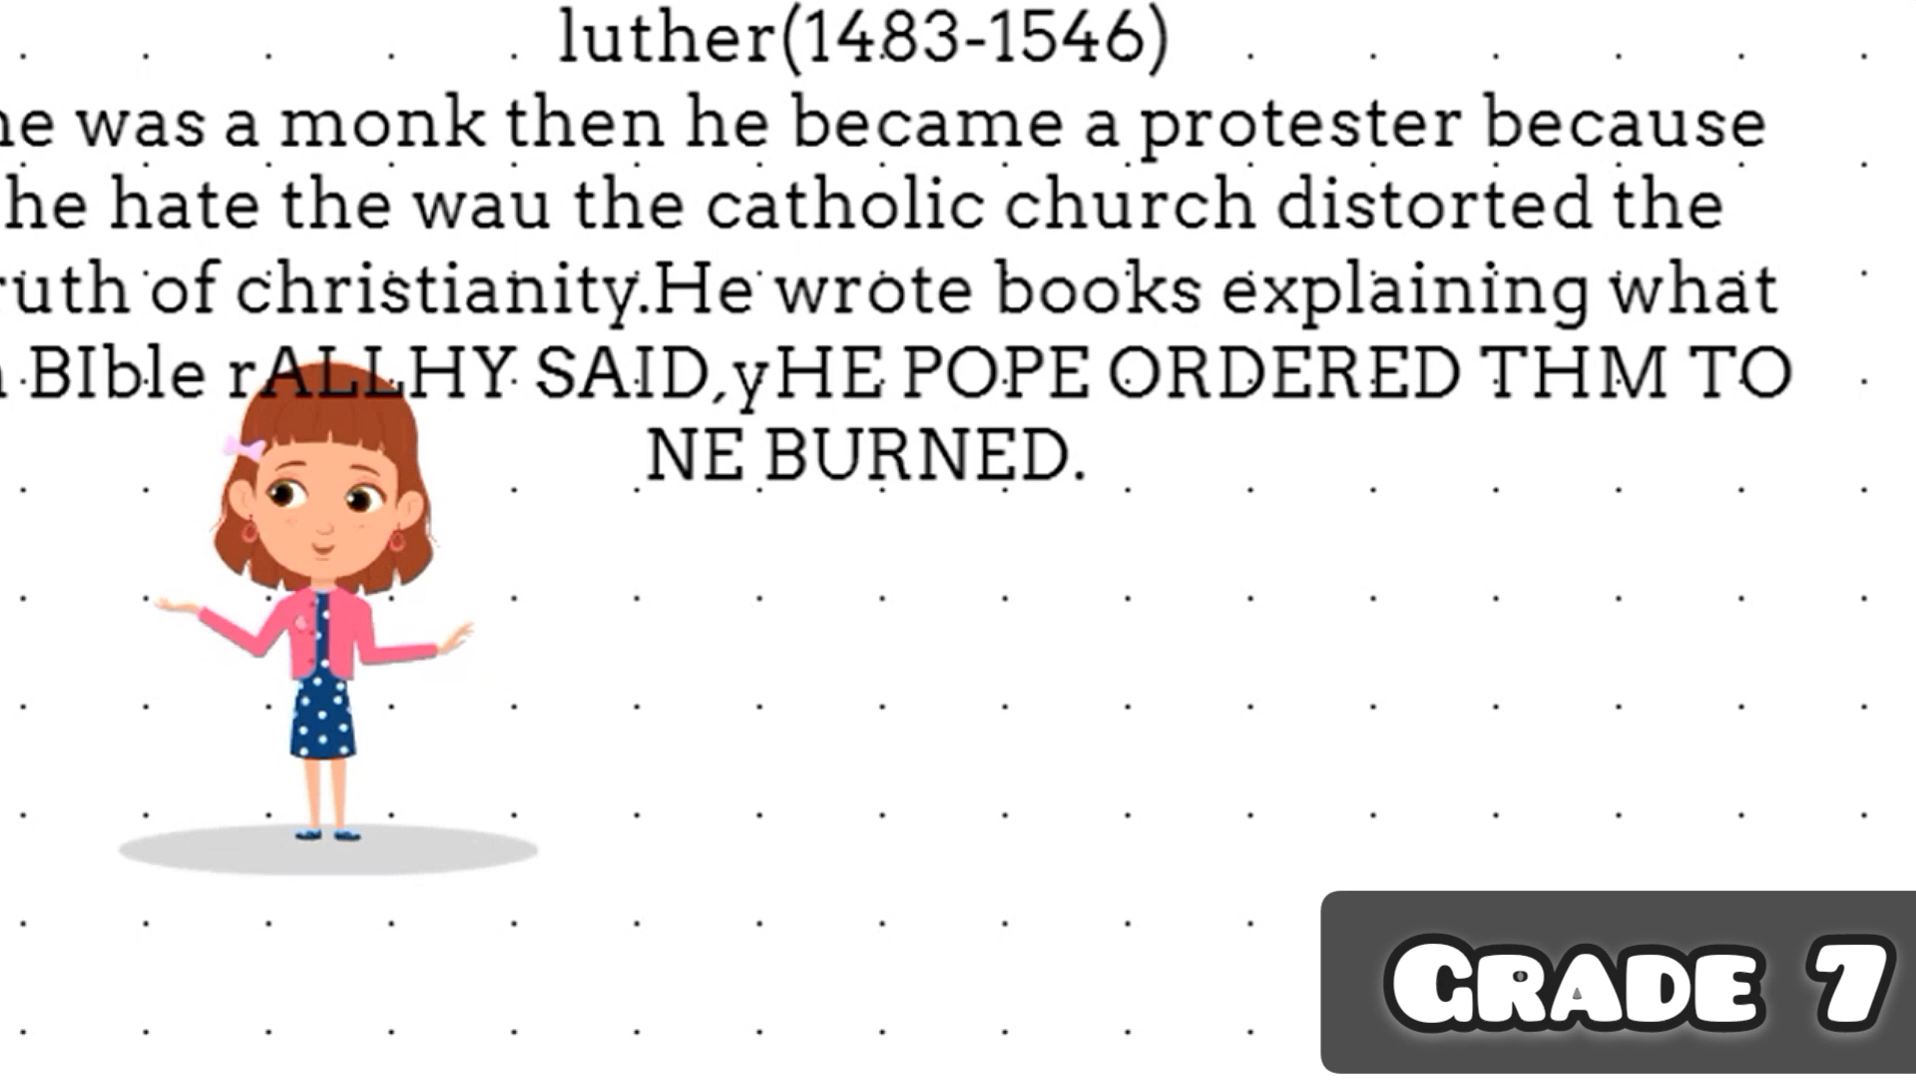 luther(1483-1546)
he was a monk then he became a protester because
he hate the wau the catholic church distorted the
ruth of christianity.He wrote books explaining what
BIble rALLHY SAID,yHE POPE ORDERED THM TO
NE BURNED.
GRADE 7